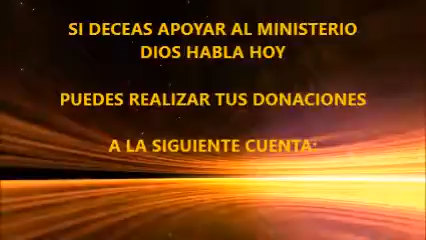 SI DECEAS APOYAR AL MINISTERIO
DIOS HABLA HOY
PUEDES REALIZAR TUS DONACIONES
A LA SIGUIENTE CUENTA: